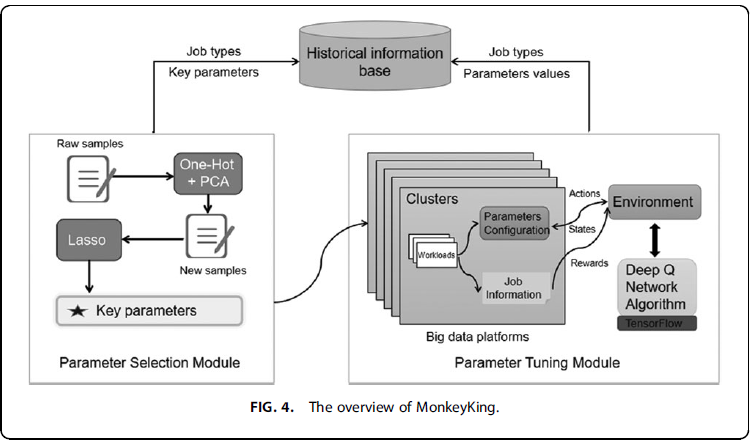 Historical information
base
Job types
Key parameters
Job types
Parameters values
Raw samples
One-Hot
+ PCA
Lasso
New samples
Key parameters
Parameter Selection Module
Clusters
Parameters
Configuration
Workloads
Job
Information
Big data platforms
Actions
States
Rewards
Environment
Deep Q
Network
Algorithm
TensorFlow
Parameter Tuning Module
FIG. 4. The overview of MonkeyKing.